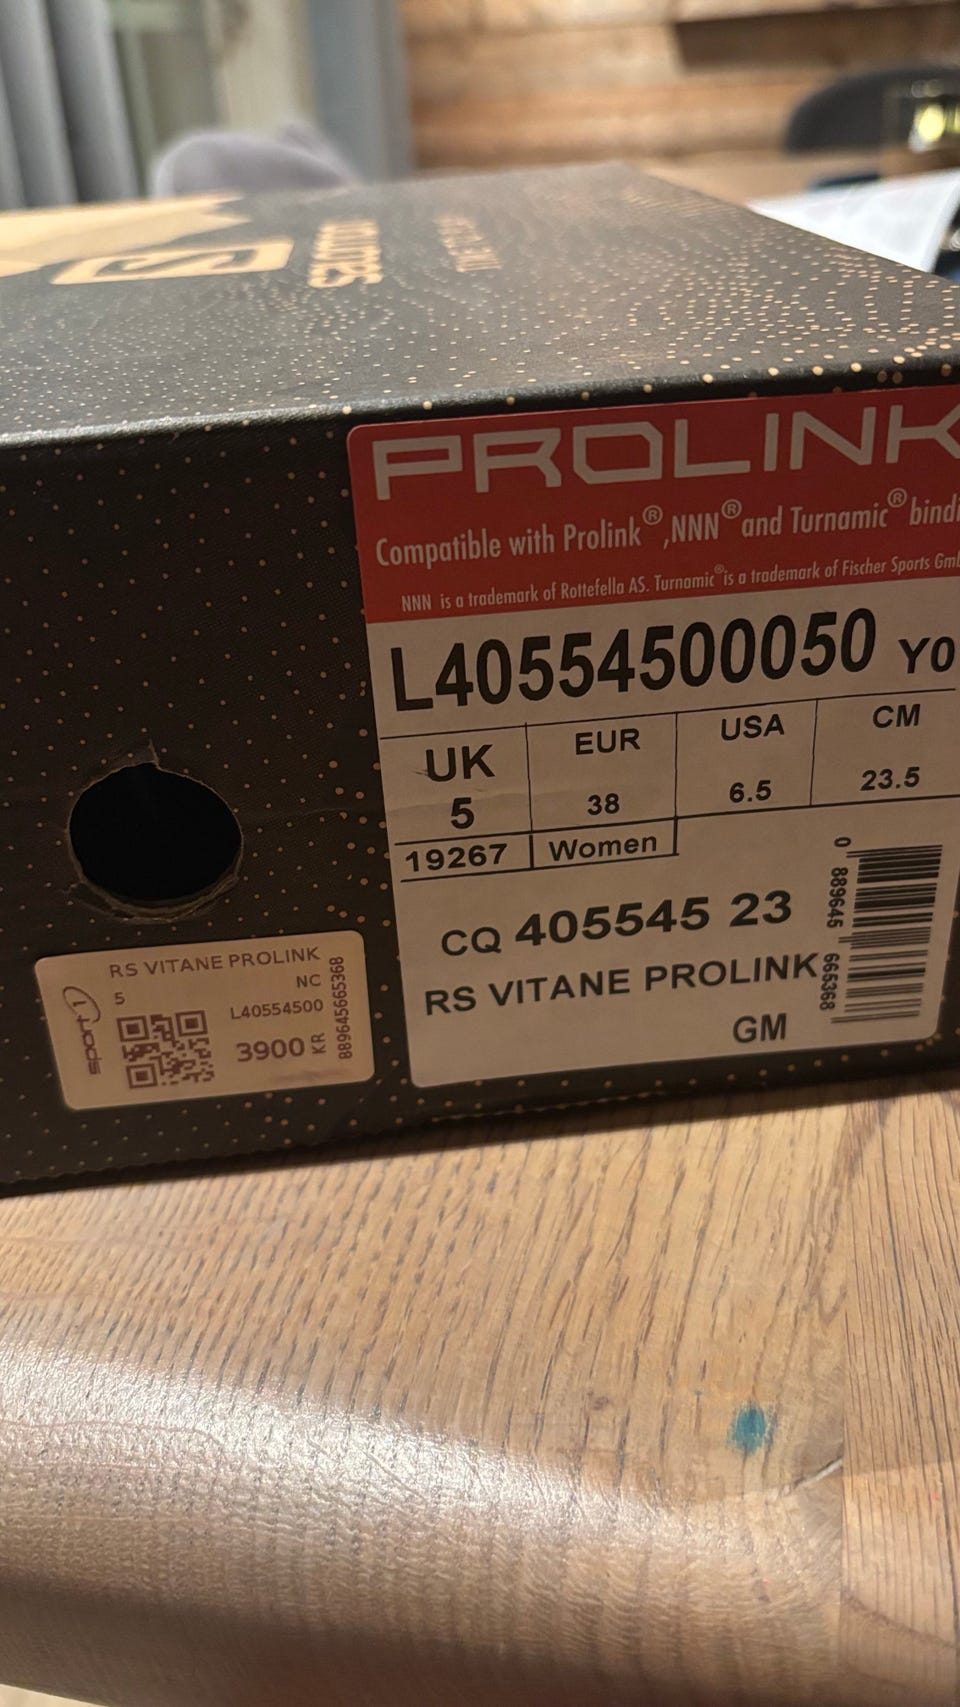 S
PROLINK
Compatible with Prolink®, NNN® and Turnamic® bindi
NNN is a trademark of Rottefella AS. Turnamic® is a trademark of Fischer Sports Gmb
L40554500050 Y0
UK EUR USA CM
5 38 6.5 23.5
19267 Women
CQ 405545 23
RS VITANE PROLINK
GM
0 889645 665368
sport1
RS VITANE PROLINK
NC
5
L40554500
3900 KR
889645665368